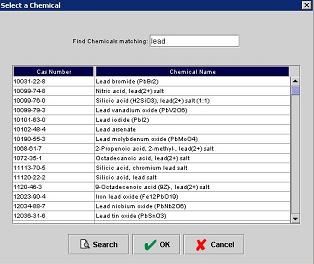 Select a Chemical
Find Chemicals matching: lead
Cas Number Chemical Name
10031-22-8 Lead bromide (PbBr2)
10099-74-8 Nitric acid, lead(2+) salt
10099-76-0 Silicic acid (H2SiO3), lead(2+) salt (1:1)
10099-79-3 Lead vanadium oxide (PbV2O6)
10101-63-0 Lead iodide (PbI2)
10102-48-4 Lead arsenate
10190-55-3 Lead molybdenum oxide (PbMoO4)
1068-61-7 2-Propenoic acid, 2-methyl-, lead(2+) salt
1072-35-1 Octadecanoic acid, lead(2+) salt
11113-70-5 Silicic acid, chromium lead salt
11120-22-2 Silicic acid, lead salt
1120-46-3 9-Octadecenoic acid (9Z)-, lead(2+) salt
12023-90-4 Iron lead oxide (Fe12PbO19)
12034-88-7 Lead niobium oxide (PbNb2O6)
12036-31-6 Lead tin oxide (PbSnO3)
Search OK Cancel